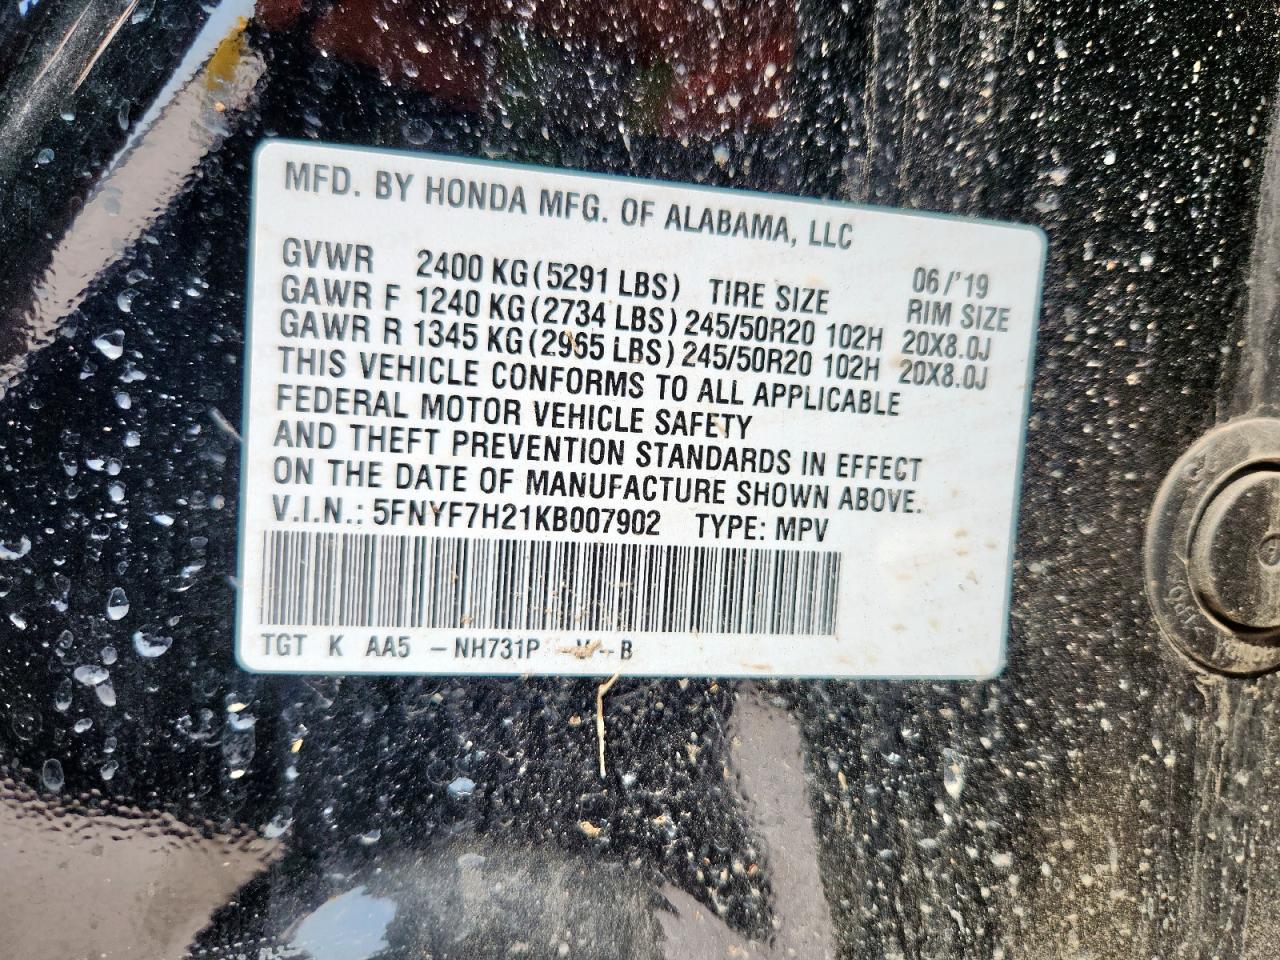 MFD. BY HONDA MFG. OF ALABAMA, LLC
06/'19
GVWR 2400 KG(5291 LBS) TIRE SIZE RIM SIZE
GAWR F 1240 KG(2734 LBS) 245/50R20 102H 20X8.0J
GAWR R 1345 KG(2965 LBS) 245/50R20 102H 20X8.0J
THIS VEHICLE CONFORMS TO ALL APPLICABLE
FEDERAL MOTOR VEHICLE SAFETY
AND THEFT PREVENTION STANDARDS IN EFFECT
ON THE DATE OF MANUFACTURE SHOWN ABOVE.
V.I.N.: 5FNYF7H21KB007902 TYPE: MPV
TGT K AA5 -NH731P - -B